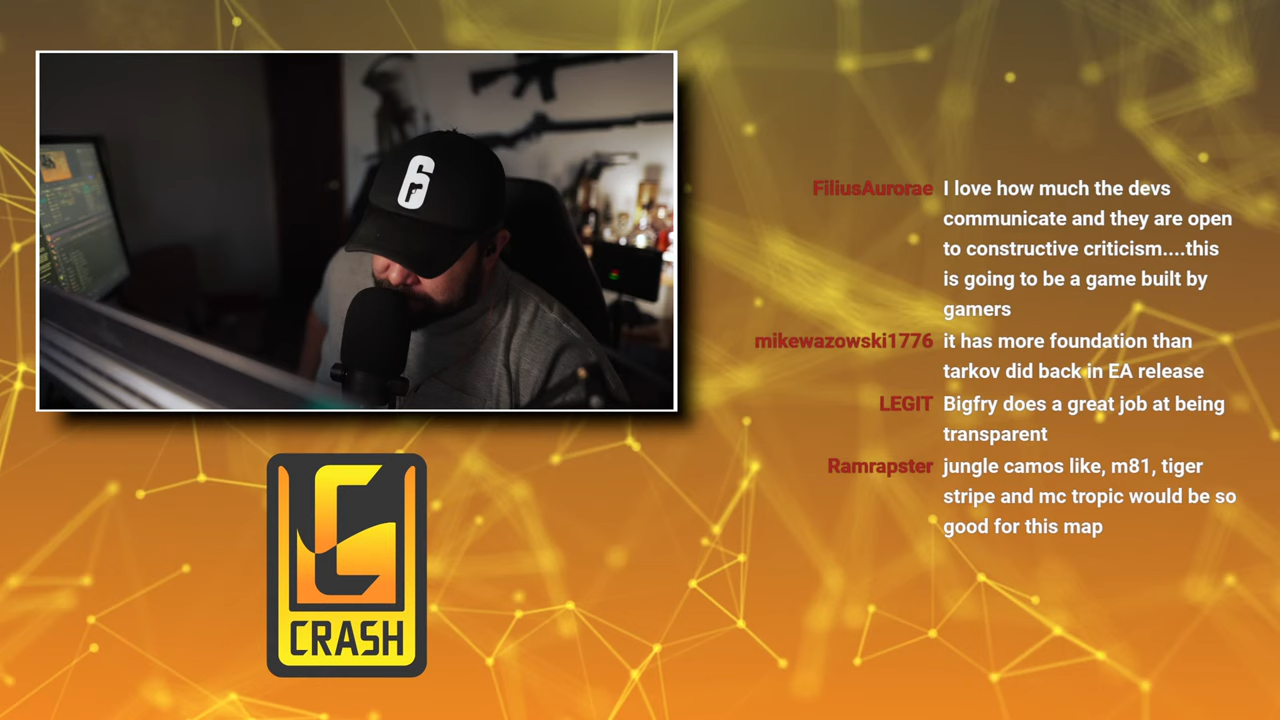 6
FiliusAurorae I love how much the devs
communicate and they are open
to constructive criticism....this
is going to be a game built by
gamers
mikewazowski1776 it has more foundation than
tarkov did back in EA release
LEGIT Bigfry does a great job at being
transparent
Ramrapster jungle camos like, m81, tiger
stripe and mc tropic would be so
good for this map
CRASH